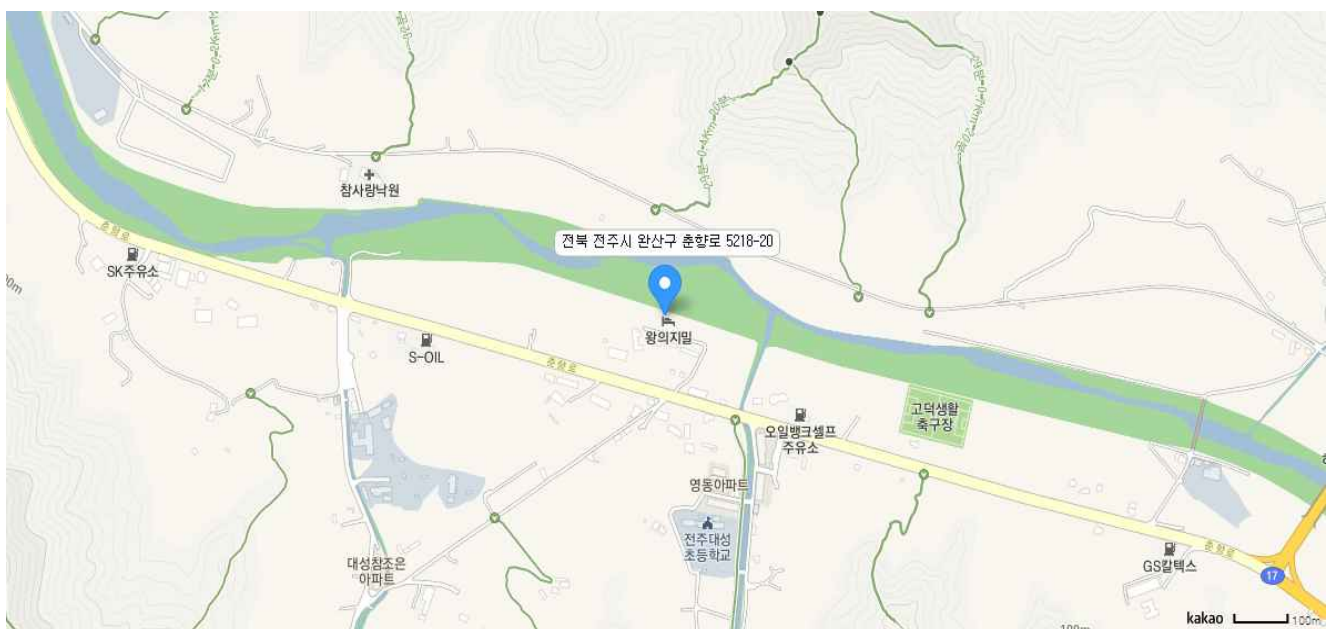 참사랑낙원
전북 전주시 완산구 춘향로 5218-20
춘향로
SK주유소
왕의지밀
S-OIL
춘향로
고덕생활
축구장
오일뱅크셀프
주유소
영동아파트
전주대성
초등학교
대성참조은
아파트
춘향로
GS칼텍스
17
kakao
100m
100m